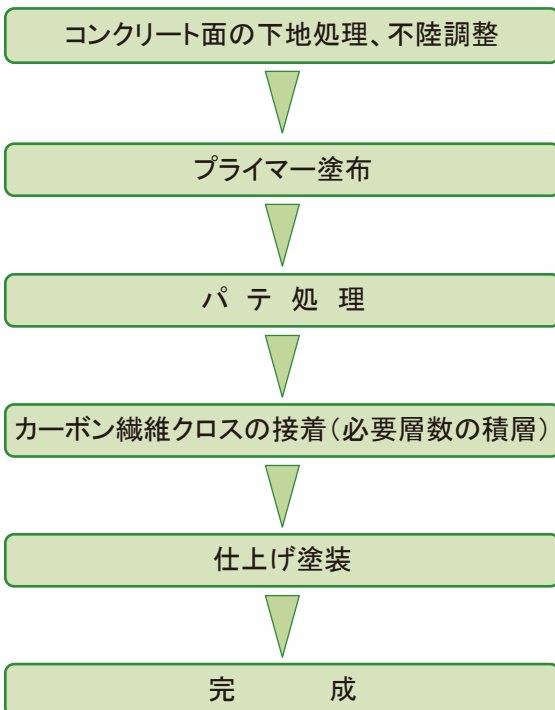 コンクリート面の下地処理、不陸調整
プライマー塗布
パテ処理
カーボン繊維クロスの接着（必要層数の積層）
仕上げ塗装
完成